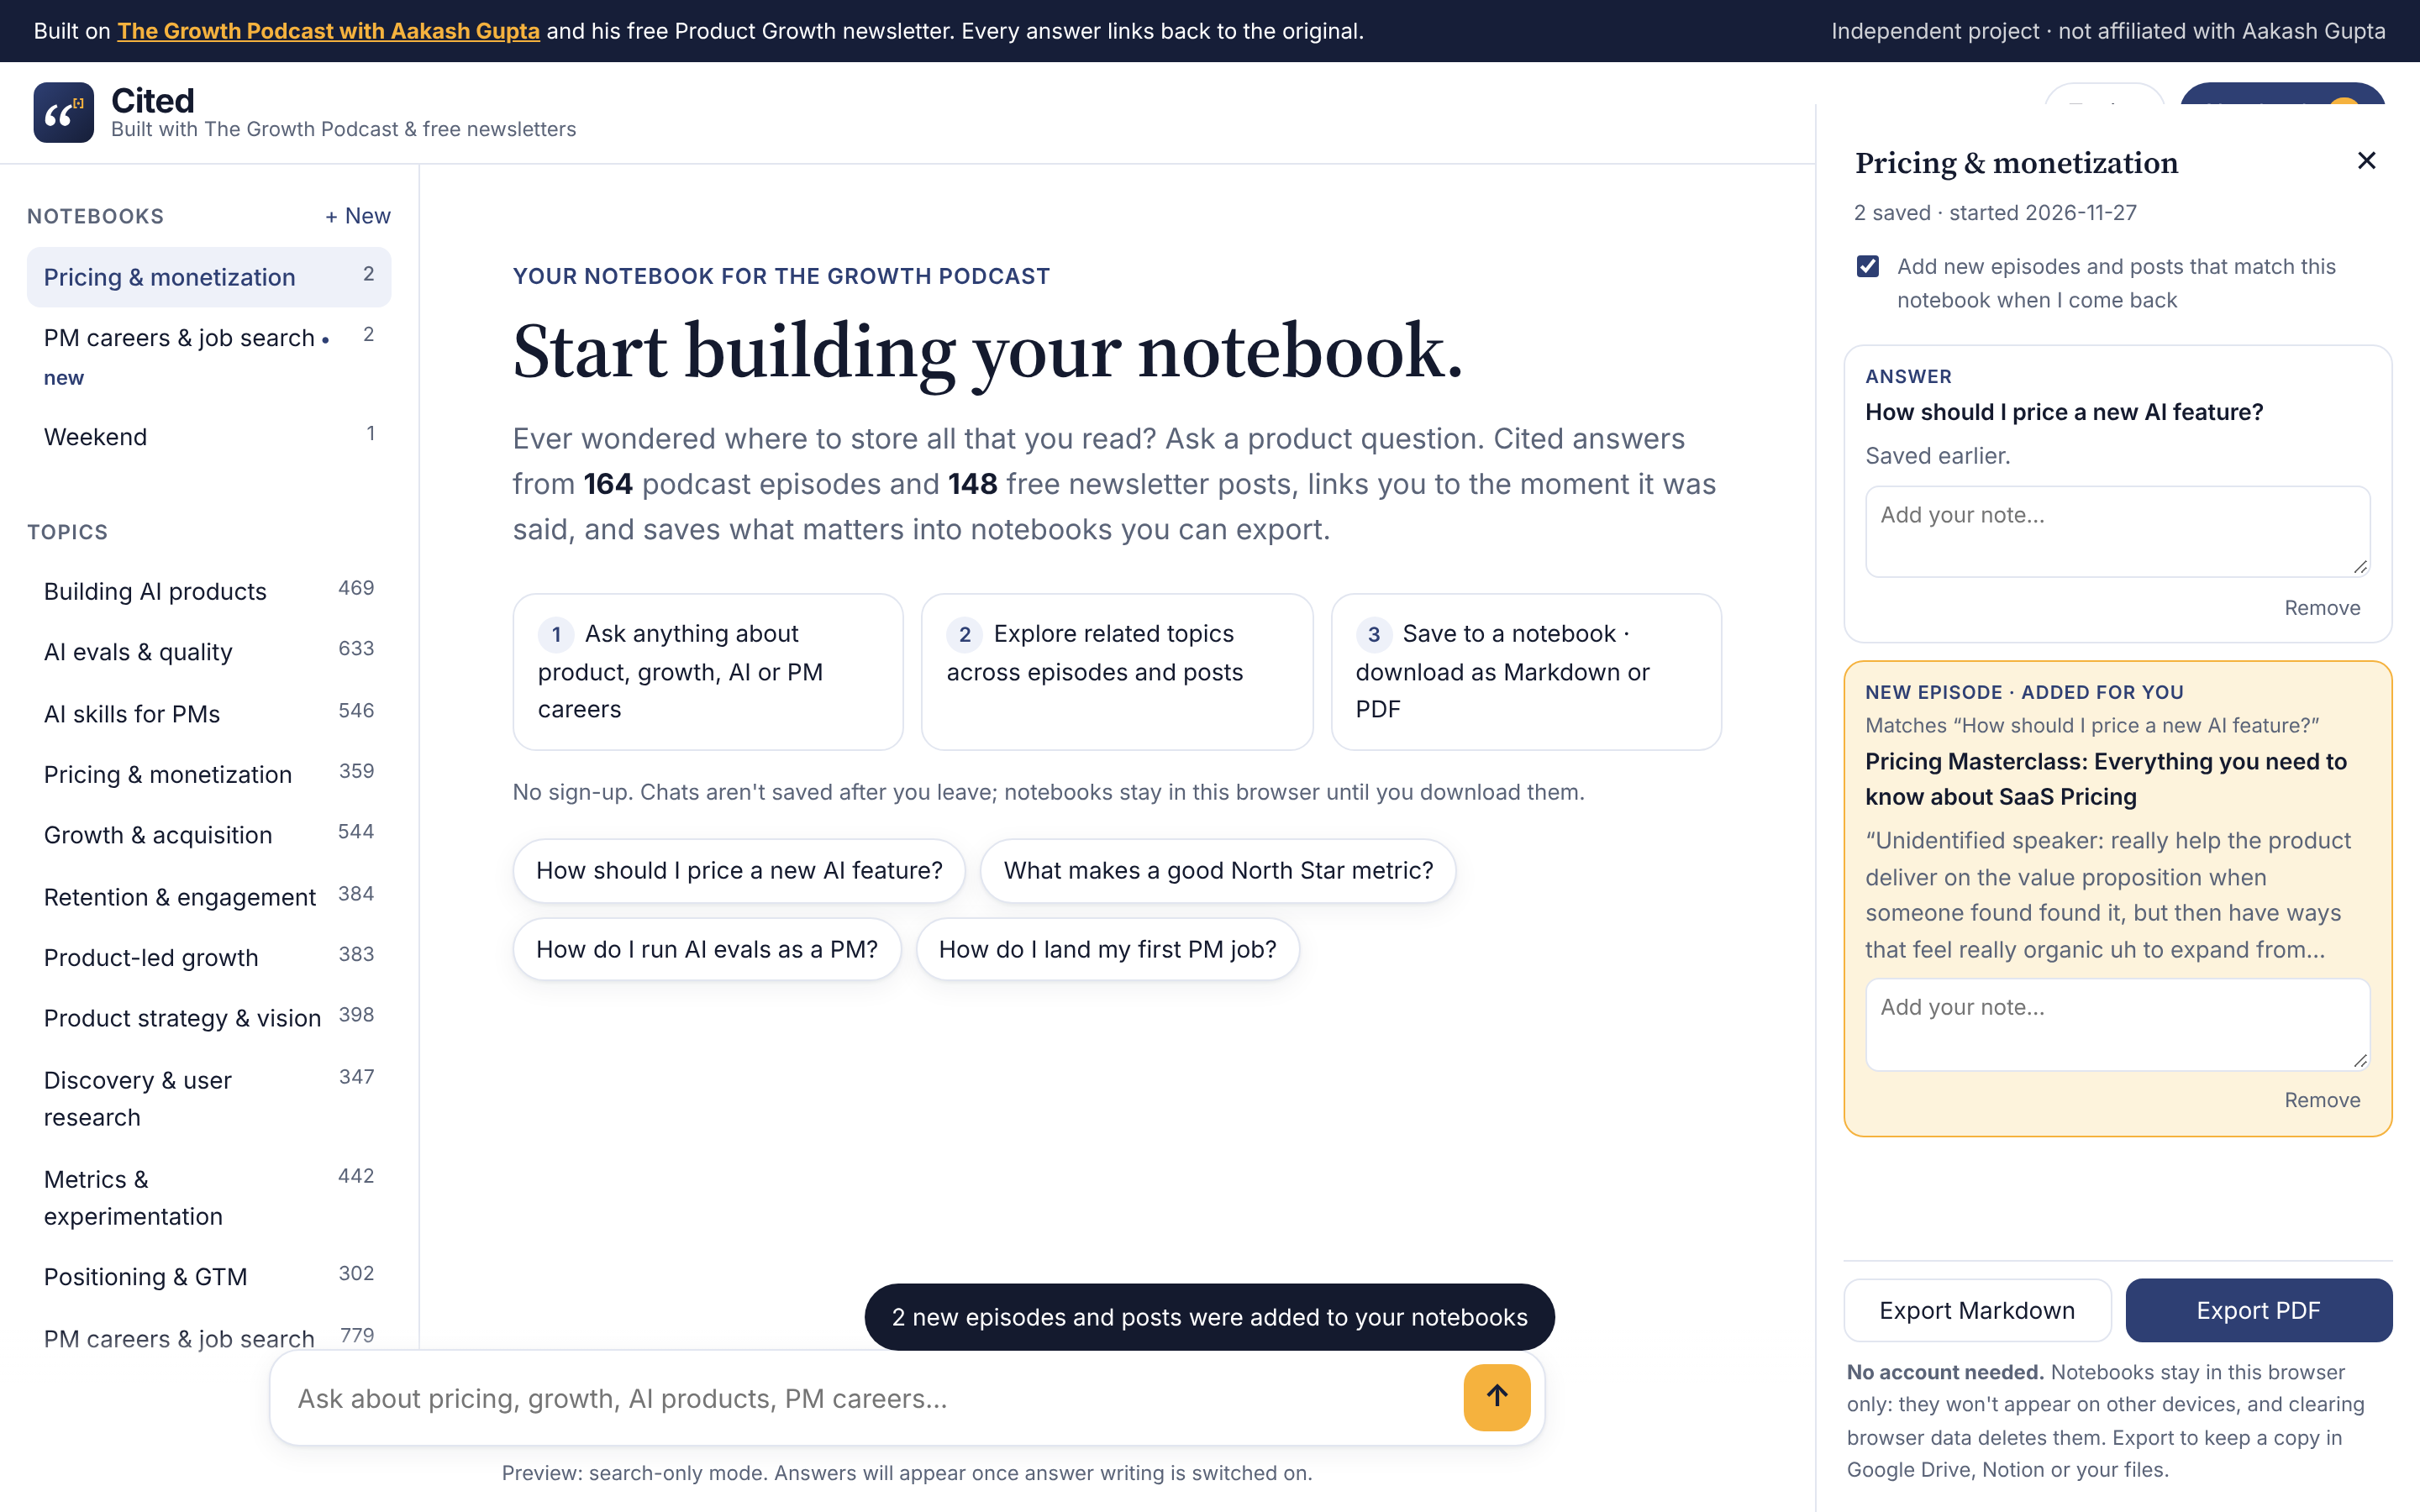 Built on The Growth Podcast with Aakash Gupta and his free Product Growth newsletter. Every answer links back to the original.
Independent project · not affiliated with Aakash Gupta
Cited
Built with The Growth Podcast & free newsletters
NOTEBOOKS
+ New
Pricing & monetization 2
PM careers & job search • 2
new
Weekend 1
TOPICS
Building AI products 469
AI evals & quality 633
AI skills for PMs 546
Pricing & monetization 359
Growth & acquisition 544
Retention & engagement 384
Product-led growth 383
Product strategy & vision 398
Discovery & user 347
research
Metrics & 442
experimentation
Positioning & GTM 302
PM careers & job search 779
YOUR NOTEBOOK FOR THE GROWTH PODCAST
Start building your notebook.
Ever wondered where to store all that you read? Ask a product question. Cited answers
from 164 podcast episodes and 148 free newsletter posts, links you to the moment it was
said, and saves what matters into notebooks you can export.
1 Ask anything about
product, growth, AI or PM
careers
2 Explore related topics
across episodes and posts
3 Save to a notebook ·
download as Markdown or
PDF
No sign-up. Chats aren't saved after you leave; notebooks stay in this browser until you download them.
How should I price a new AI feature?
What makes a good North Star metric?
How do I run AI evals as a PM?
How do I land my first PM job?
2 new episodes and posts were added to your notebooks
Ask about pricing, growth, AI products, PM careers...
Preview: search-only mode. Answers will appear once answer writing is switched on.
Pricing & monetization
2 saved · started 2026-11-27
Add new episodes and posts that match this
notebook when I come back
ANSWER
How should I price a new AI feature?
Saved earlier.
Add your note...
Remove
NEW EPISODE · ADDED FOR YOU
Matches “How should I price a new AI feature?”
Pricing Masterclass: Everything you need to
know about SaaS Pricing
“Unidentified speaker: really help the product
deliver on the value proposition when
someone found found it, but then have ways
that feel really organic uh to expand from...
Add your note...
Remove
Export Markdown
Export PDF
No account needed. Notebooks stay in this browser
only: they won't appear on other devices, and clearing
browser data deletes them. Export to keep a copy in
Google Drive, Notion or your files.